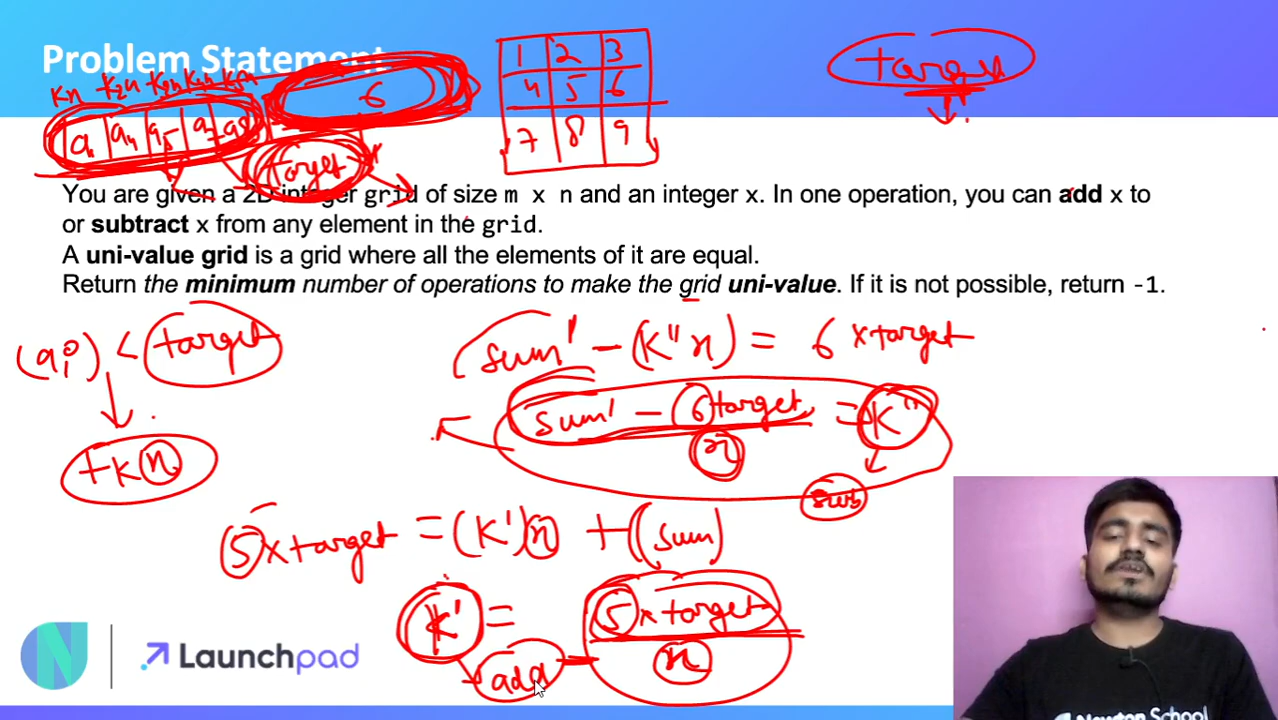 Problem Statement
target
1 2 3
4 5 6
7 8 9
6
target
You are given a 2D integer grid of size m x n and an integer x. In one operation, you can add x to
or subtract x from any element in the grid.
A uni-value grid is a grid where all the elements of it are equal.
Return the minimum number of operations to make the grid uni-value. If it is not possible, return -1.
(ai) < target
+K x
sum' - (K''x) = 6 x target
sum' - 6target = K''
x
sub
5 x target = (K')x + (sum)
K' = 5 x target
x
add
N | Launchpad
Newton School